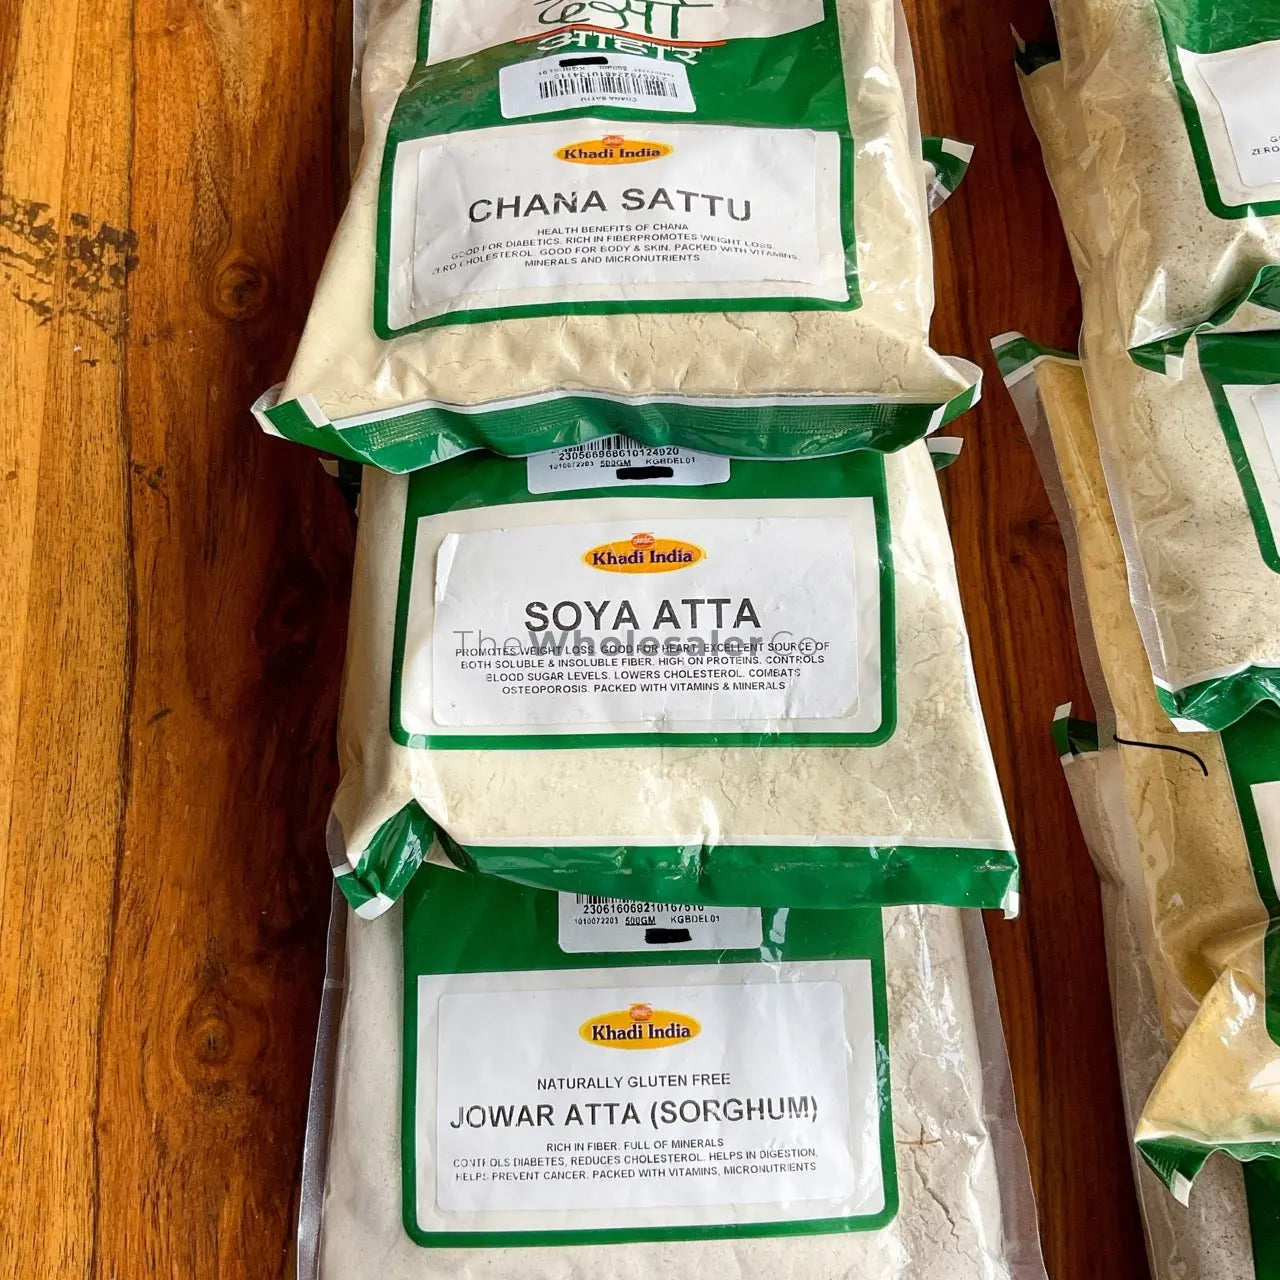 देसी
आहार
CHANA SATTU
Khadi India
CHANA SATTU
HEALTH BENEFITS OF CHANA
GOOD FOR DIABETICS. RICH IN FIBERPROMOTES WEIGHT LOSS.
ZERO CHOLESTEROL. GOOD FOR BODY & SKIN. PACKED WITH VITAMINS,
MINERALS AND MICRONUTRIENTS
230566968610124920
1010072203 500GM KGBDEL01
Khadi India
SOYA ATTA
TheWholesalerCo
PROMOTES WEIGHT LOSS. GOOD FOR HEART. EXCELLENT SOURCE OF
BOTH SOLUBLE & INSOLUBLE FIBER. HIGH ON PROTEINS. CONTROLS
BLOOD SUGAR LEVELS. LOWERS CHOLESTEROL. COMBATS
OSTEOPOROSIS. PACKED WITH VITAMINS & MINERALS
230616069210167510
1010072203 500GM KGBDEL01
Khadi India
NATURALLY GLUTEN FREE
JOWAR ATTA (SORGHUM)
RICH IN FIBER. FULL OF MINERALS
CONTROLS DIABETES, REDUCES CHOLESTEROL. HELPS IN DIGESTION,
HELPS PREVENT CANCER. PACKED WITH VITAMINS, MICRONUTRIENTS
ZERO